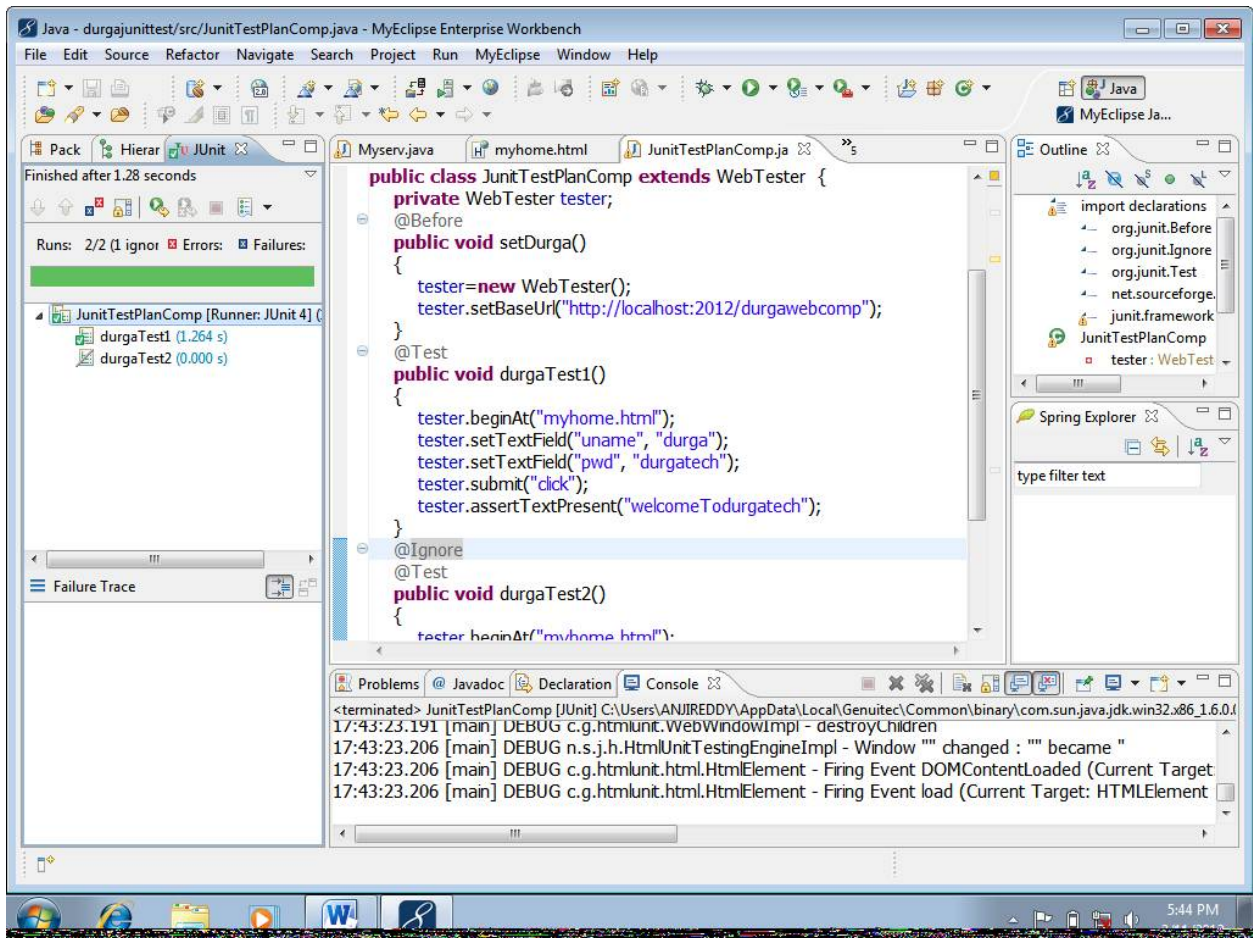 Java - durgajunittest/src/JunitTestPlanComp.java - MyEclipse Enterprise Workbench
File Edit Source Refactor Navigate Search Project Run MyEclipse Window Help
Java
MyEclipse Ja...
Pack Hierar JUnit
Finished after 1.28 seconds
Runs: 2/2 (1 ignor Errors: Failures:
JunitTestPlanComp [Runner: JUnit 4] (
durgaTest1 (1.264 s)
durgaTest2 (0.000 s)
Failure Trace
Myserv.java myhome.html JunitTestPlanComp.ja »5
public class JunitTestPlanComp extends WebTester {
private WebTester tester;
@Before
public void setDurga()
{
tester=new WebTester();
tester.setBaseUrl("http://localhost:2012/durgawebcomp");
}
@Test
public void durgaTest1()
{
tester.beginAt("myhome.html");
tester.setTextField("uname", "durga");
tester.setTextField("pwd", "durgatech");
tester.submit("click");
tester.assertTextPresent("welcomeTodurgatech");
}
@Ignore
@Test
public void durgaTest2()
{
tester.beginAt("myhome.html");
Outline
import declarations
org.junit.Before
org.junit.Ignore
org.junit.Test
net.sourceforge.
junit.framework
JunitTestPlanComp
tester : WebTest
Spring Explorer
type filter text
Problems @ Javadoc Declaration Console
<terminated> JunitTestPlanComp [JUnit] C:\Users\ANJIREDDY\AppData\Local\Genuitec\Common\binary\com.sun.java.jdk.win32.x86_1.6.0.(
17:43:23.191 [main] DEBUG c.g.htmlunit.WebWindowImpl - destroyChildren
17:43:23.206 [main] DEBUG n.s.j.h.HtmlUnitTestingEngineImpl - Window "" changed : "" became "
17:43:23.206 [main] DEBUG c.g.htmlunit.html.HtmlElement - Firing Event DOMContentLoaded (Current Target:
17:43:23.206 [main] DEBUG c.g.htmlunit.html.HtmlElement - Firing Event load (Current Target: HTMLElement
5:44 PM